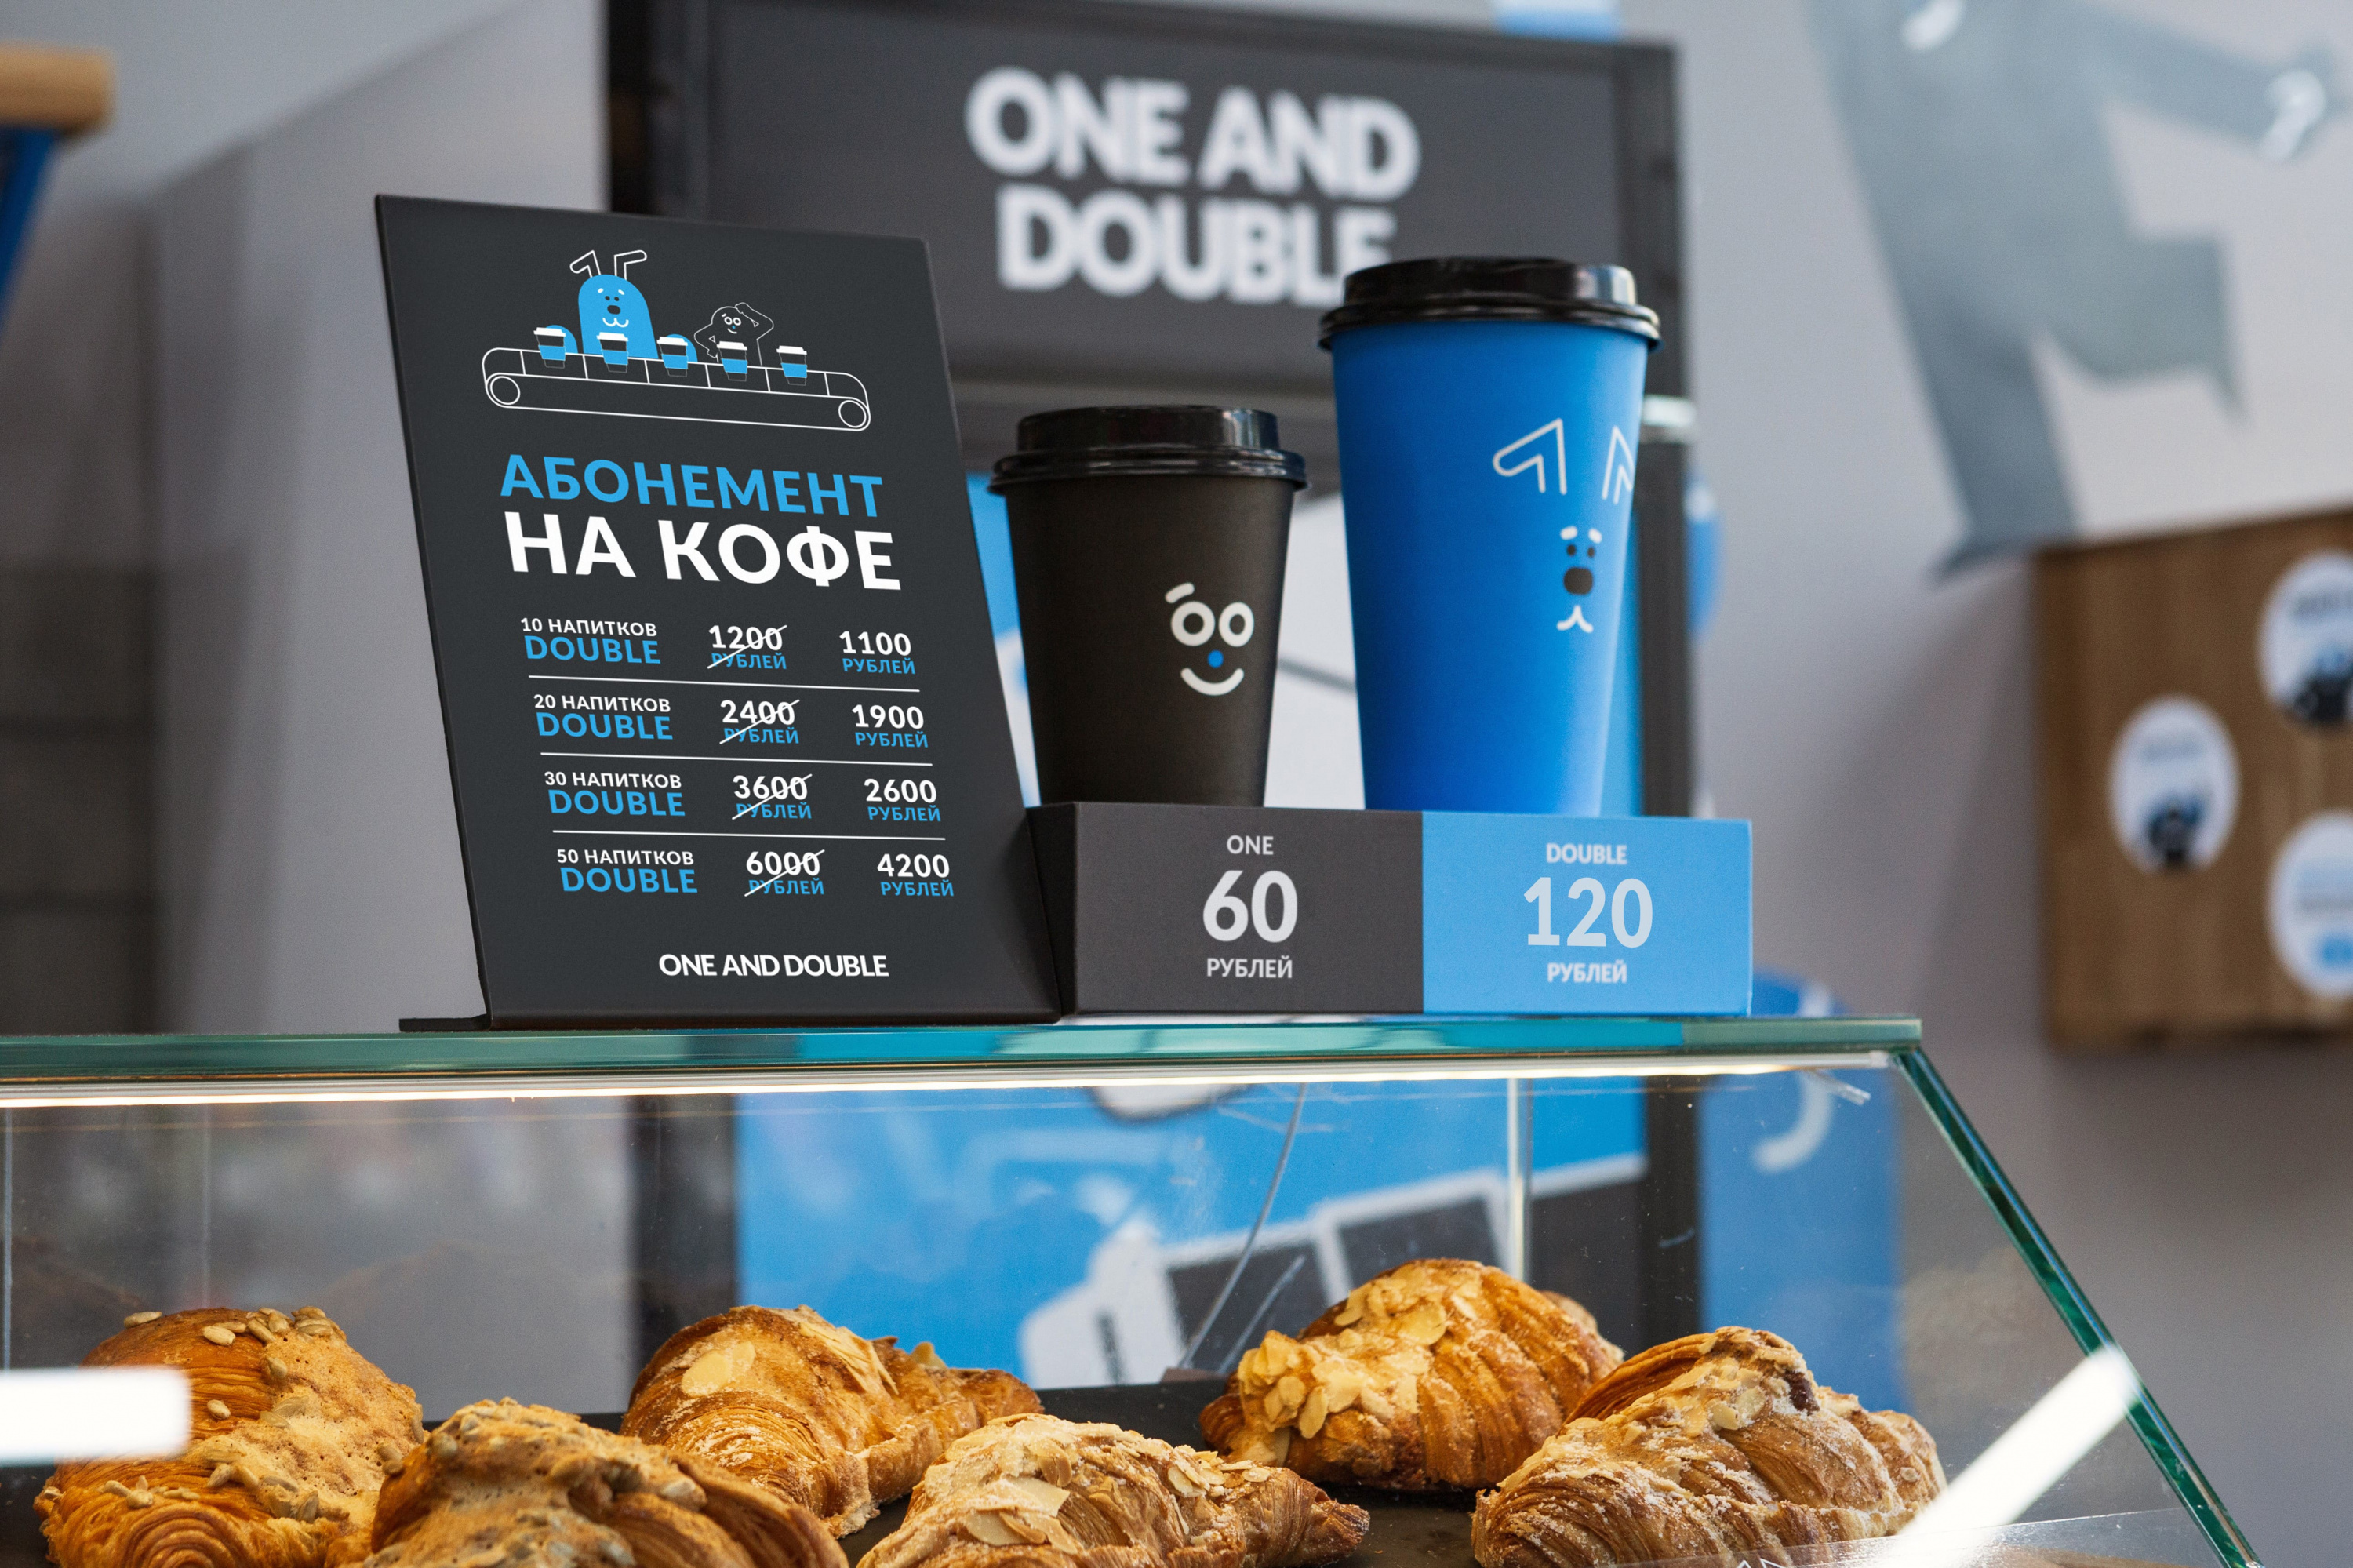 ONE AND
DOUBLE
АБОНЕМЕНТ
НА КОФЕ
10 НАПИТКОВ
DOUBLE
1200
РУБЛЕЙ
1100
РУБЛЕЙ
20 НАПИТКОВ
DOUBLE
2400
РУБЛЕЙ
1900
РУБЛЕЙ
30 НАПИТКОВ
DOUBLE
3600
РУБЛЕЙ
2600
РУБЛЕЙ
50 НАПИТКОВ
DOUBLE
6000
РУБЛЕЙ
4200
РУБЛЕЙ
ONE AND DOUBLE
ONE
60
РУБЛЕЙ
DOUBLE
120
РУБЛЕЙ